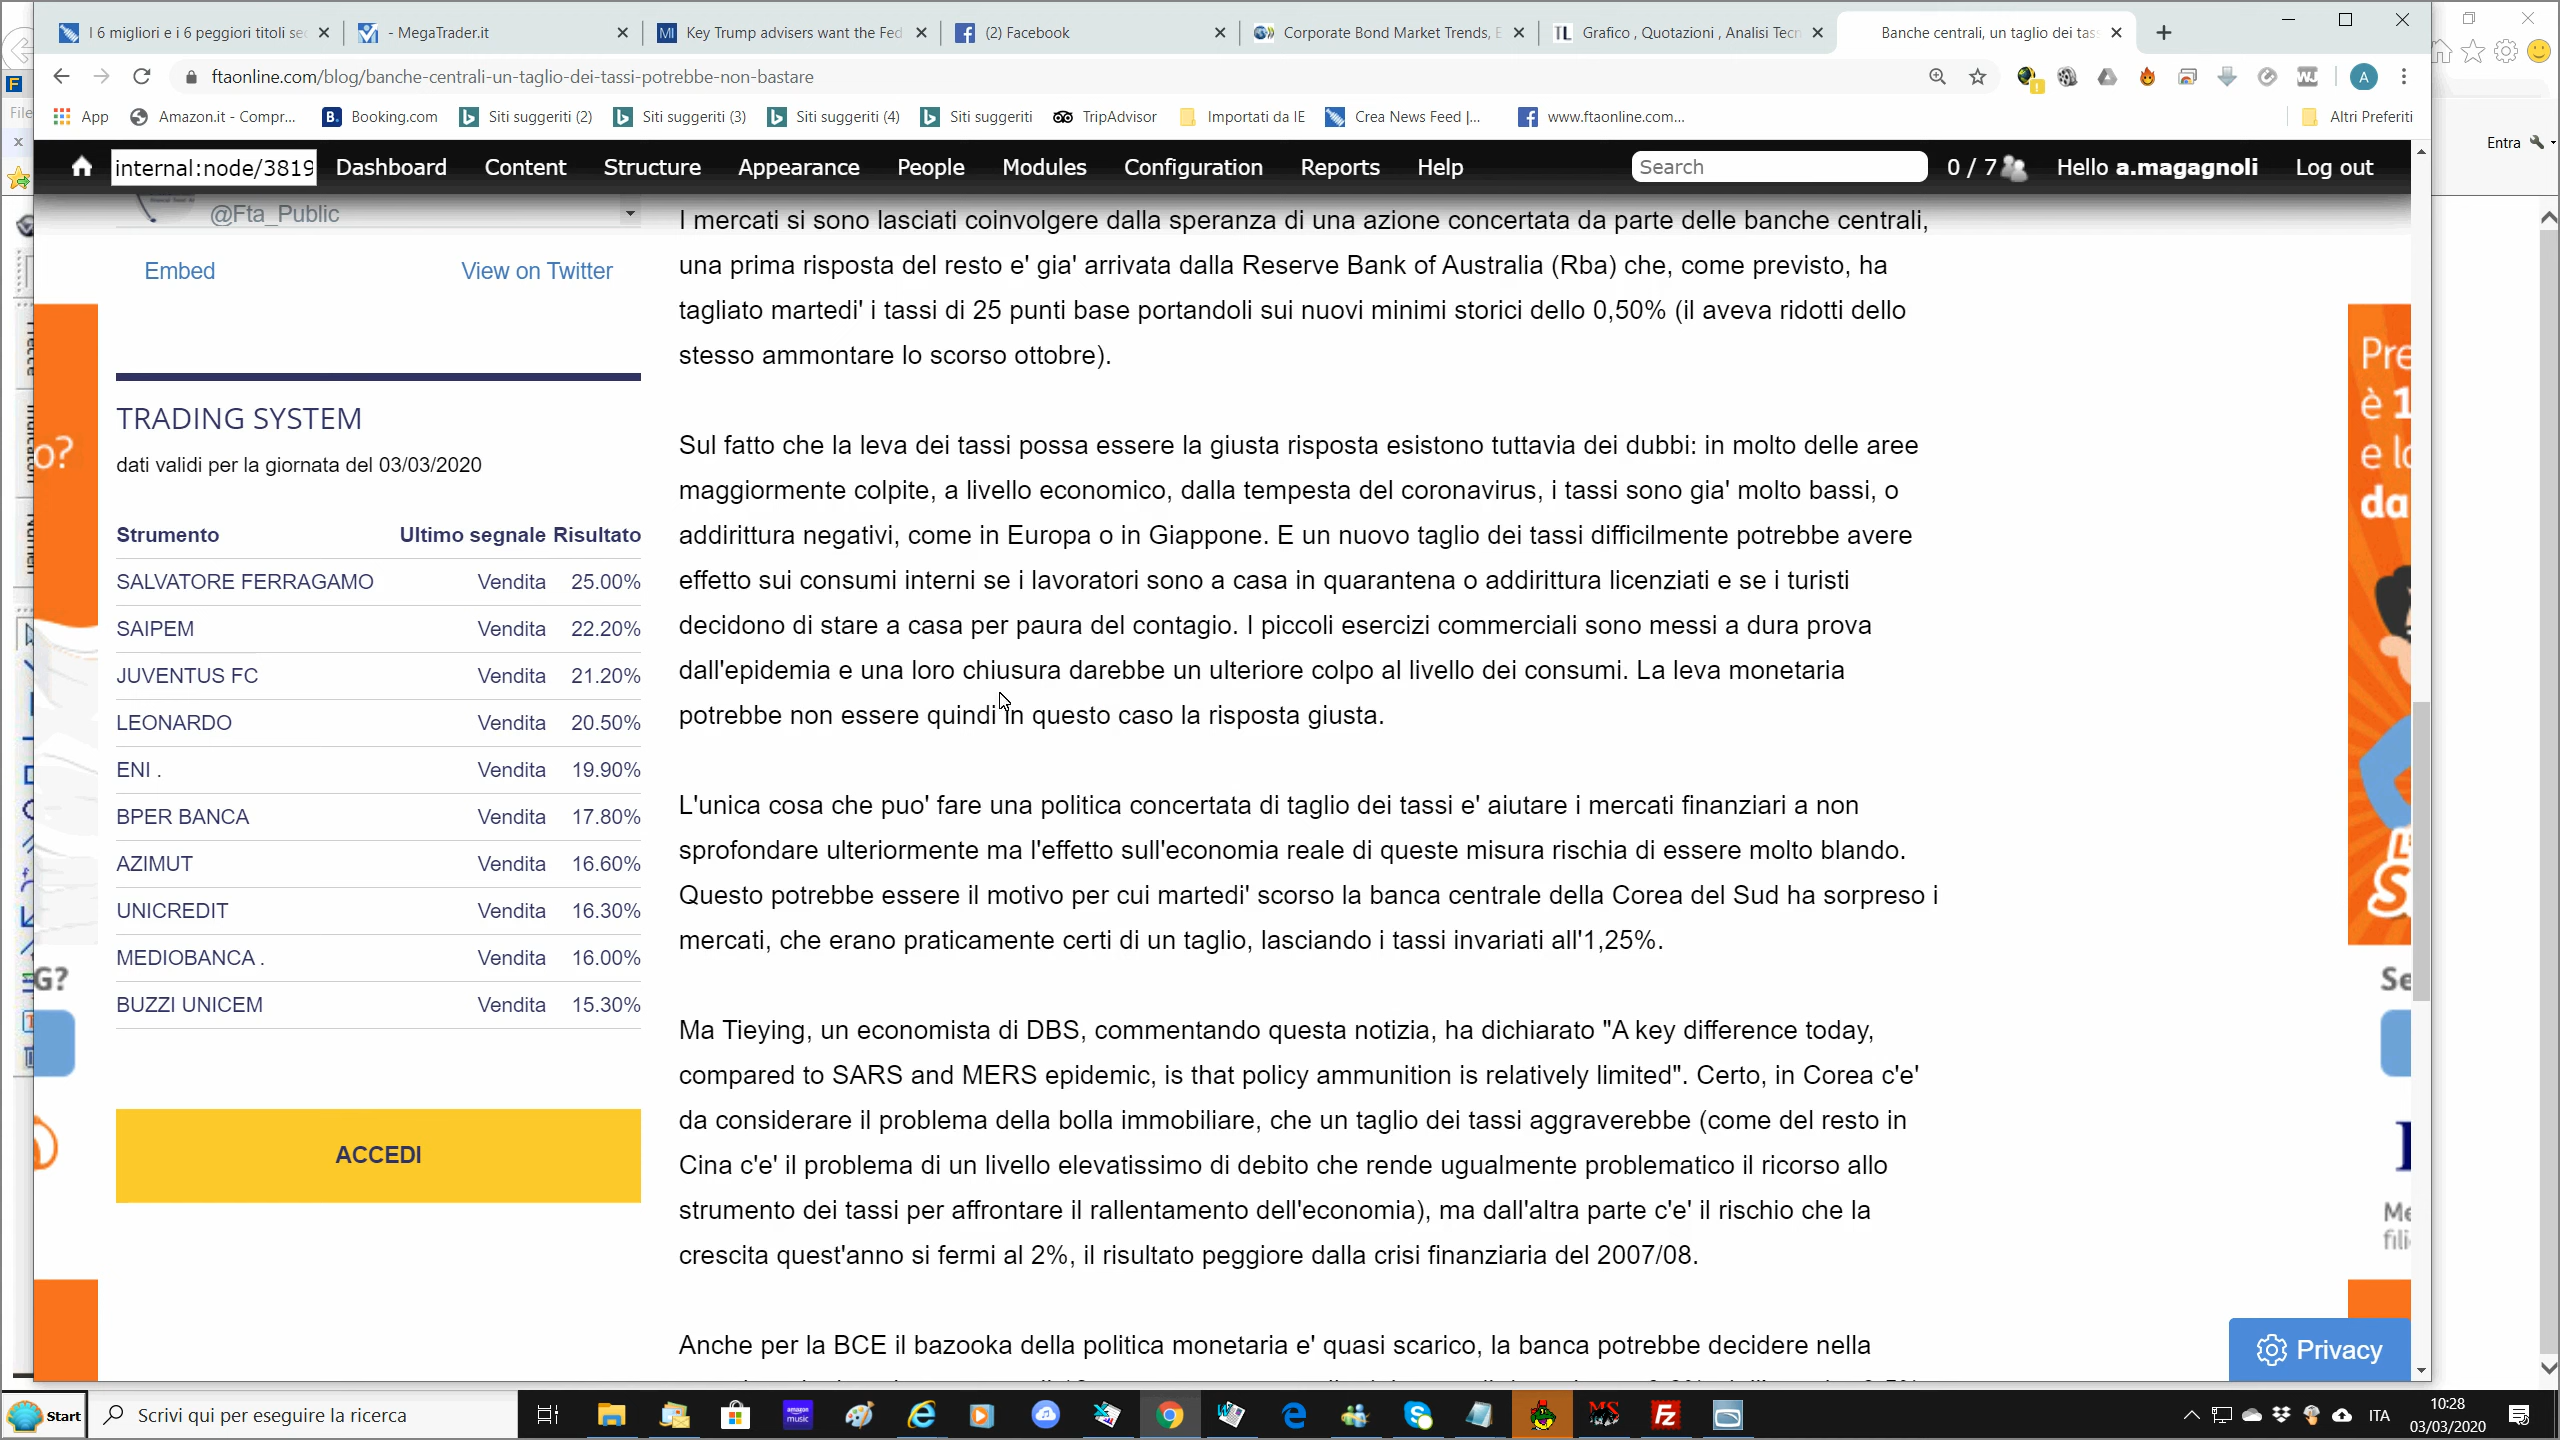 I 6 migliori e i 6 peggiori titoli se
- MegaTrader.it
Key Trump advisers want the Fed
(2) Facebook
Corporate Bond Market Trends, E
Grafico , Quotazioni , Analisi Tecn
Banche centrali, un taglio dei tas
ftaonline.com/blog/banche-centrali-un-taglio-dei-tassi-potrebbe-non-bastare
App
Amazon.it - Compr...
Booking.com
Siti suggeriti (2)
Siti suggeriti (3)
Siti suggeriti (4)
Siti suggeriti
TripAdvisor
Importati da IE
Crea News Feed |...
www.ftaonline.com...
Altri Preferiti
File
Entra
internal:node/3819
Dashboard
Content
Structure
Appearance
People
Modules
Configuration
Reports
Help
Search
0 / 7
Hello a.magagnoli
Log out
@Fta_Public
Embed
View on Twitter
TRADING SYSTEM
dati validi per la giornata del 03/03/2020
Strumento Ultimo segnale Risultato
SALVATORE FERRAGAMO Vendita 25.00%
SAIPEM Vendita 22.20%
JUVENTUS FC Vendita 21.20%
LEONARDO Vendita 20.50%
ENI . Vendita 19.90%
BPER BANCA Vendita 17.80%
AZIMUT Vendita 16.60%
UNICREDIT Vendita 16.30%
MEDIOBANCA . Vendita 16.00%
BUZZI UNICEM Vendita 15.30%
ACCEDI
I mercati si sono lasciati coinvolgere dalla speranza di una azione concertata da parte delle banche centrali,
una prima risposta del resto e' gia' arrivata dalla Reserve Bank of Australia (Rba) che, come previsto, ha
tagliato martedi' i tassi di 25 punti base portandoli sui nuovi minimi storici dello 0,50% (il aveva ridotti dello
stesso ammontare lo scorso ottobre).
Sul fatto che la leva dei tassi possa essere la giusta risposta esistono tuttavia dei dubbi: in molto delle aree
maggiormente colpite, a livello economico, dalla tempesta del coronavirus, i tassi sono gia' molto bassi, o
addirittura negativi, come in Europa o in Giappone. E un nuovo taglio dei tassi difficilmente potrebbe avere
effetto sui consumi interni se i lavoratori sono a casa in quarantena o addirittura licenziati e se i turisti
decidono di stare a casa per paura del contagio. I piccoli esercizi commerciali sono messi a dura prova
dall'epidemia e una loro chiusura darebbe un ulteriore colpo al livello dei consumi. La leva monetaria
potrebbe non essere quindi in questo caso la risposta giusta.
L'unica cosa che puo' fare una politica concertata di taglio dei tassi e' aiutare i mercati finanziari a non
sprofondare ulteriormente ma l'effetto sull'economia reale di queste misura rischia di essere molto blando.
Questo potrebbe essere il motivo per cui martedi' scorso la banca centrale della Corea del Sud ha sorpreso i
mercati, che erano praticamente certi di un taglio, lasciando i tassi invariati all'1,25%.
Ma Tieying, un economista di DBS, commentando questa notizia, ha dichiarato "A key difference today,
compared to SARS and MERS epidemic, is that policy ammunition is relatively limited". Certo, in Corea c'e'
da considerare il problema della bolla immobiliare, che un taglio dei tassi aggraverebbe (come del resto in
Cina c'e' il problema di un livello elevatissimo di debito che rende ugualmente problematico il ricorso allo
strumento dei tassi per affrontare il rallentamento dell'economia), ma dall'altra parte c'e' il rischio che la
crescita quest'anno si fermi al 2%, il risultato peggiore dalla crisi finanziaria del 2007/08.
Anche per la BCE il bazooka della politica monetaria e' quasi scarico, la banca potrebbe decidere nella
o?
G?
Pre
è 1
e lo
da
Se
Me
fili
Privacy
Start
Scrivi qui per eseguire la ricerca
ITA
10:28
03/03/2020